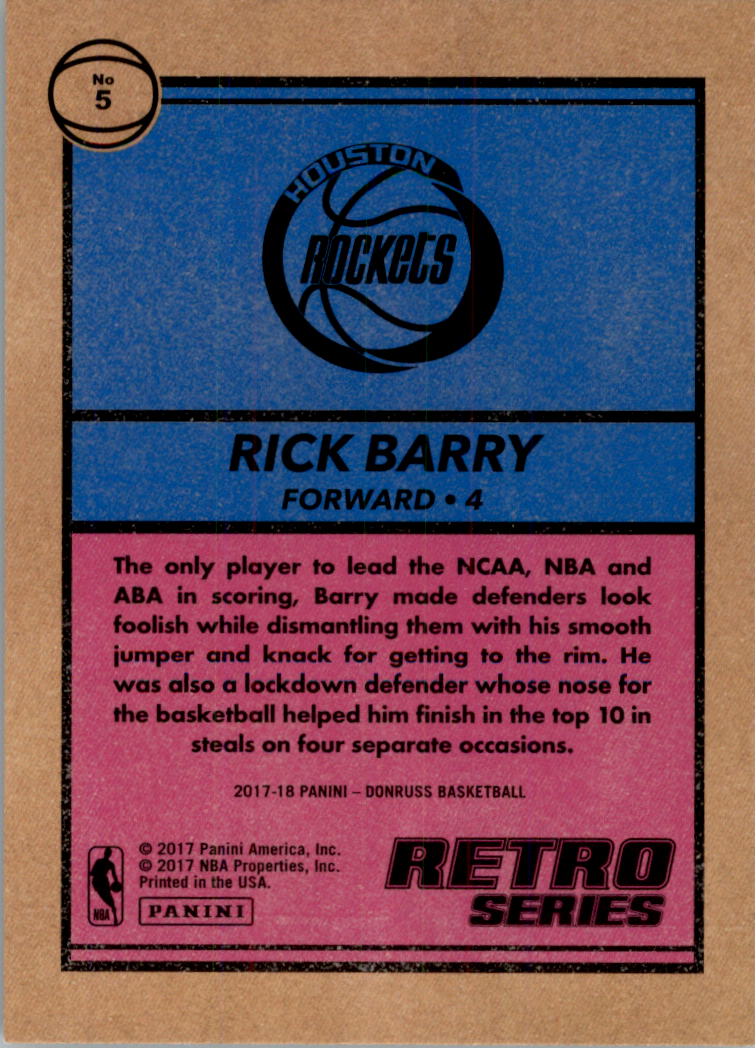 No
5
HOUSTON
ROCKETS
RICK BARRY
FORWARD • 4
The only player to lead the NCAA, NBA and
ABA in scoring, Barry made defenders look
foolish while dismantling them with his smooth
jumper and knack for getting to the rim. He
was also a lockdown defender whose nose for
the basketball helped him finish in the top 10 in
steals on four separate occasions.
2017-18 PANINI – DONRUSS BASKETBALL
© 2017 Panini America, Inc.
© 2017 NBA Properties, Inc.
Printed in the USA.
NBA
PANINI
RETRO
SERIES